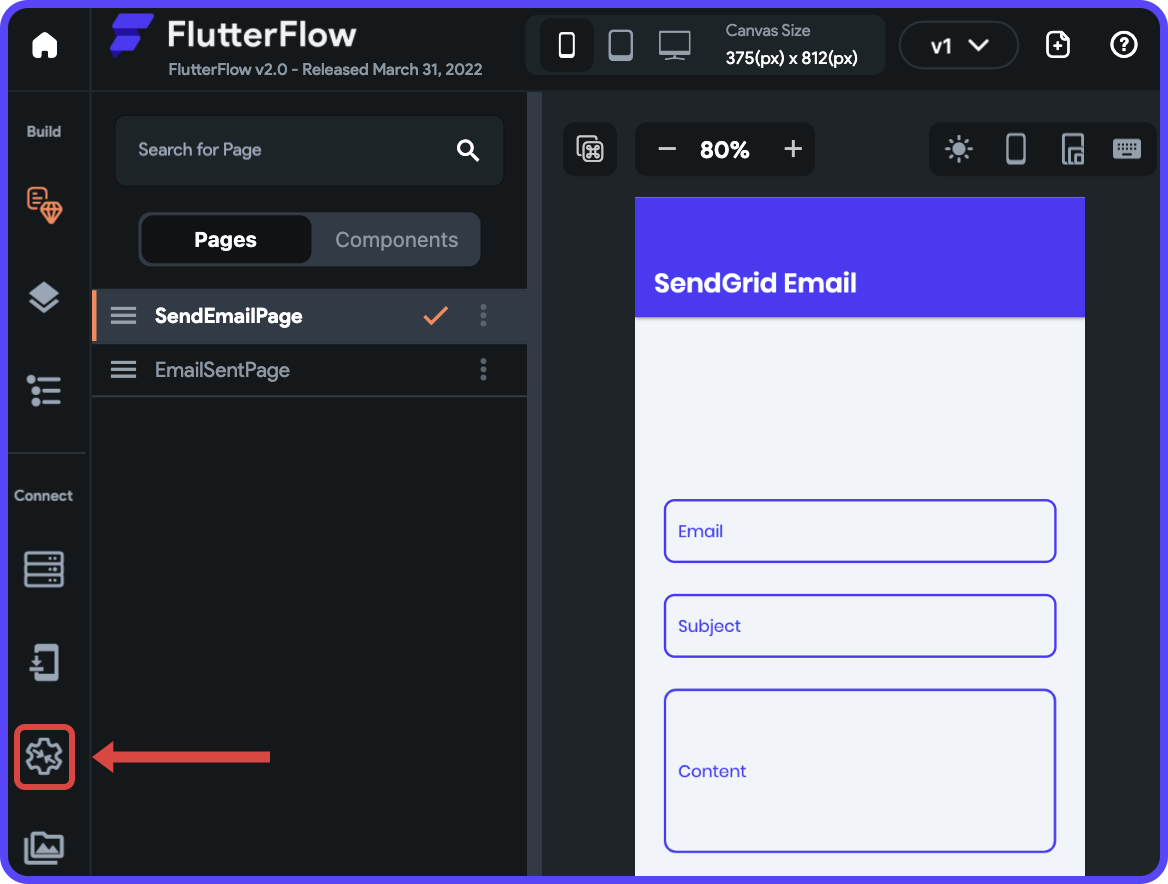 FlutterFlow
FlutterFlow v2.0 - Released March 31, 2022
Canvas Size
375(px) x 812(px)
v1
Build
Search for Page
80%
Pages
Components
SendGrid Email
SendEmailPage
EmailSentPage
Connect
Email
Subject
Content